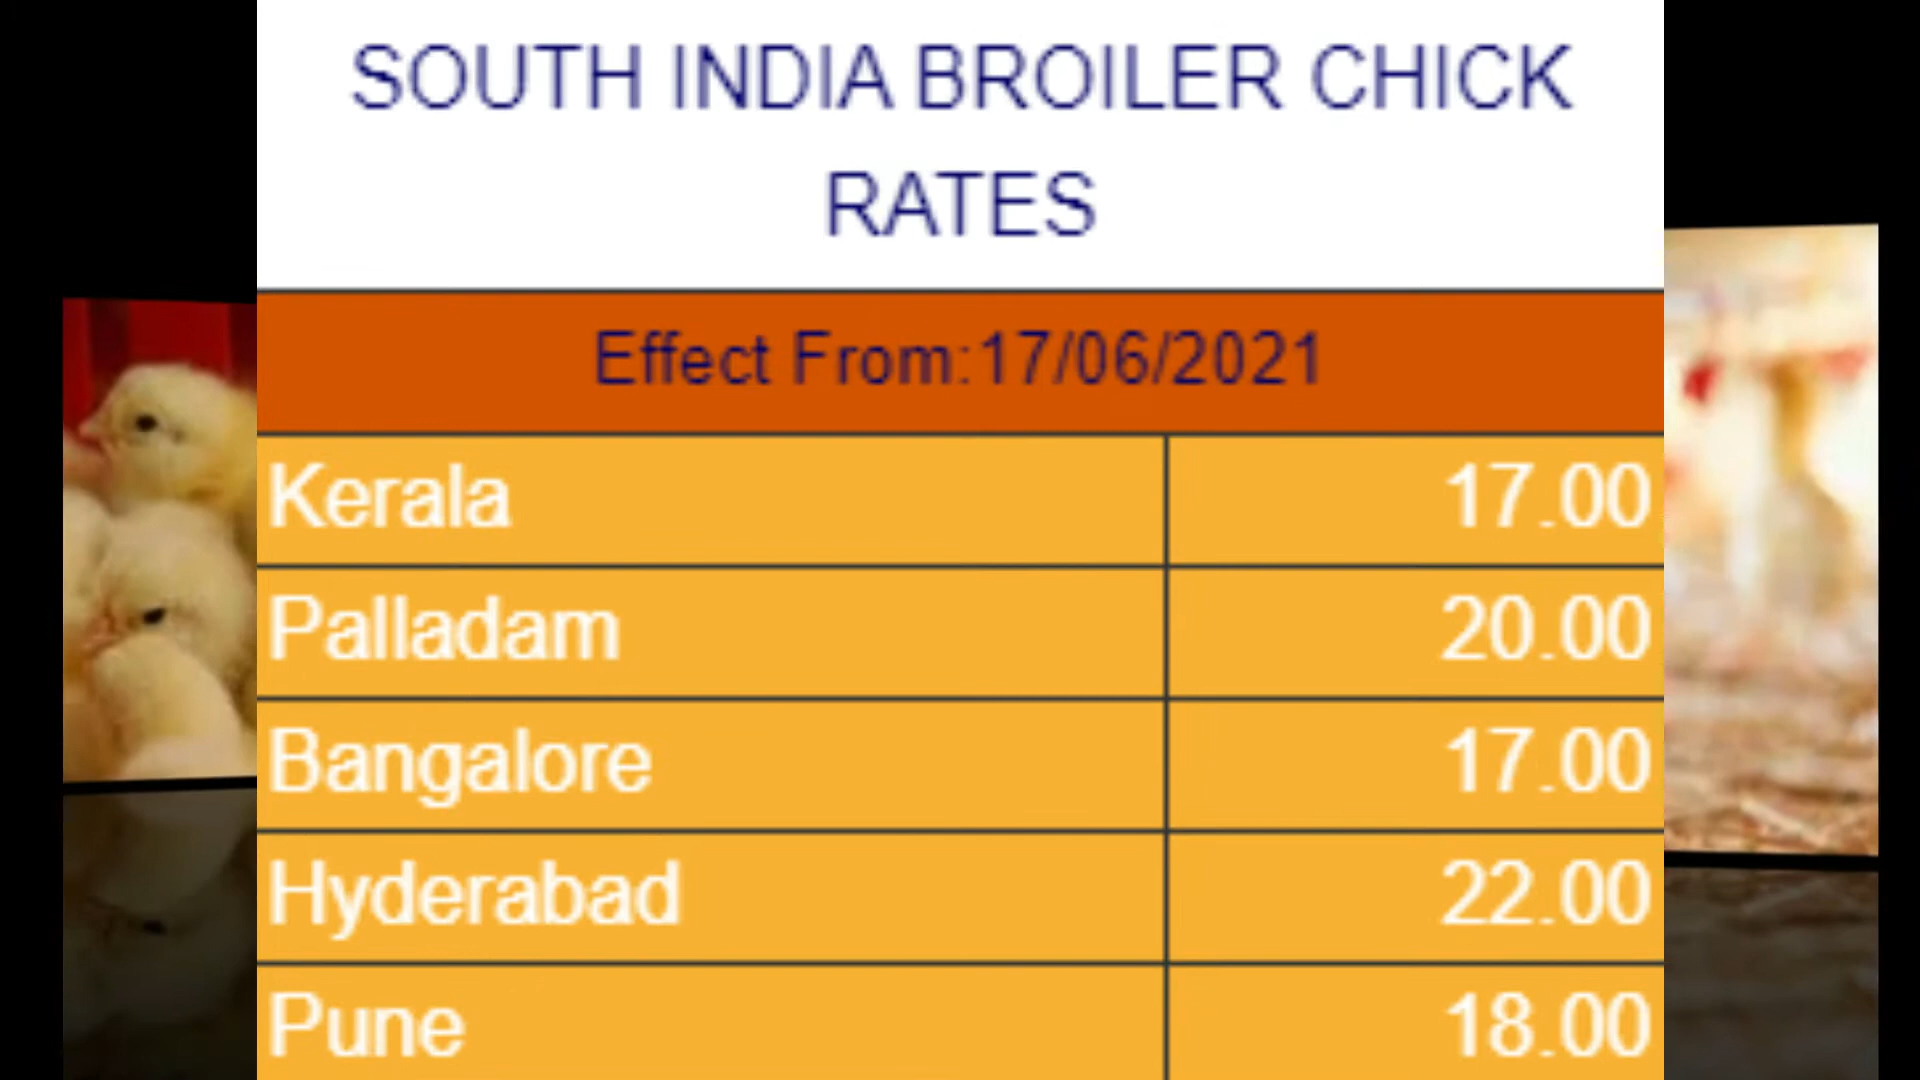 SOUTH INDIA BROILER CHICK
RATES
Effect From:17/06/2021
Kerala 17.00
Palladam 20.00
Bangalore 17.00
Hyderabad 22.00
Pune 18.00